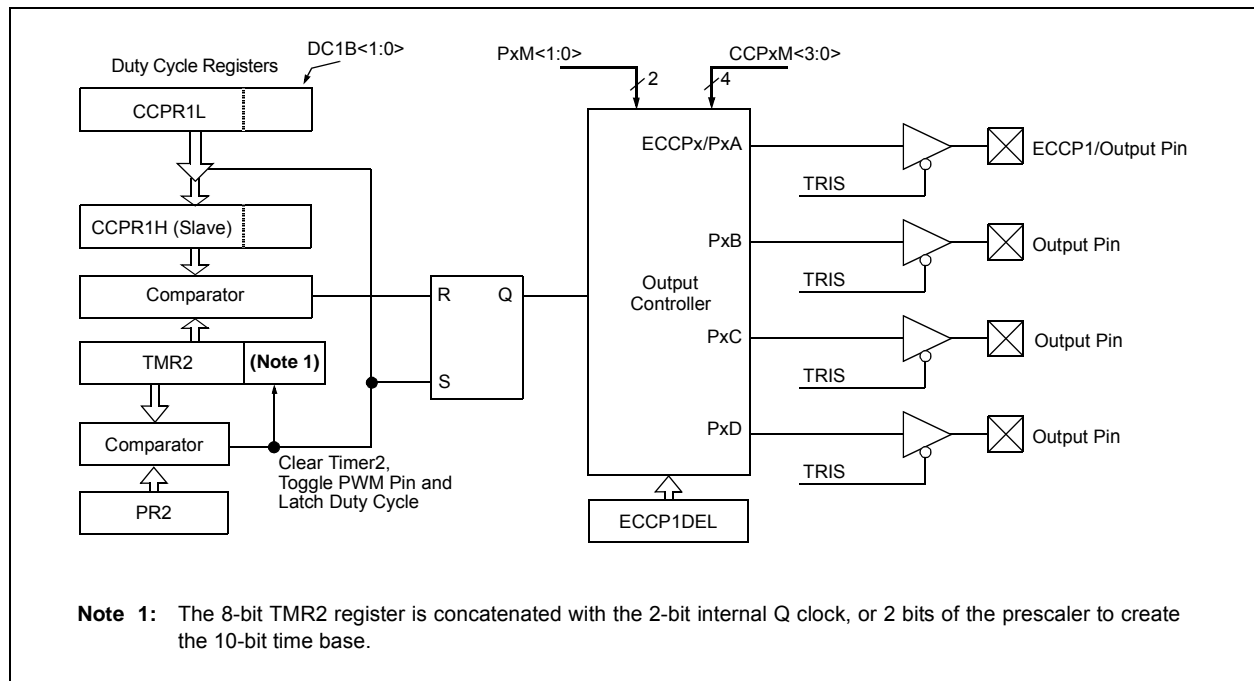 DC1B<1:0>
Duty Cycle Registers
CCPR1L
CCPR1H (Slave)
Comparator
TMR2
(Note 1)
Comparator
PR2
Clear Timer2,
Toggle PWM Pin and
Latch Duty Cycle
R
Q
S
PxM<1:0>
2
CCPxM<3:0>
4
Output
Controller
ECCPx/PxA
PxB
PxC
PxD
ECCP1DEL
TRIS
ECCP1/Output Pin
TRIS
Output Pin
TRIS
Output Pin
TRIS
Output Pin
Note 1: The 8-bit TMR2 register is concatenated with the 2-bit internal Q clock, or 2 bits of the prescaler to create
the 10-bit time base.